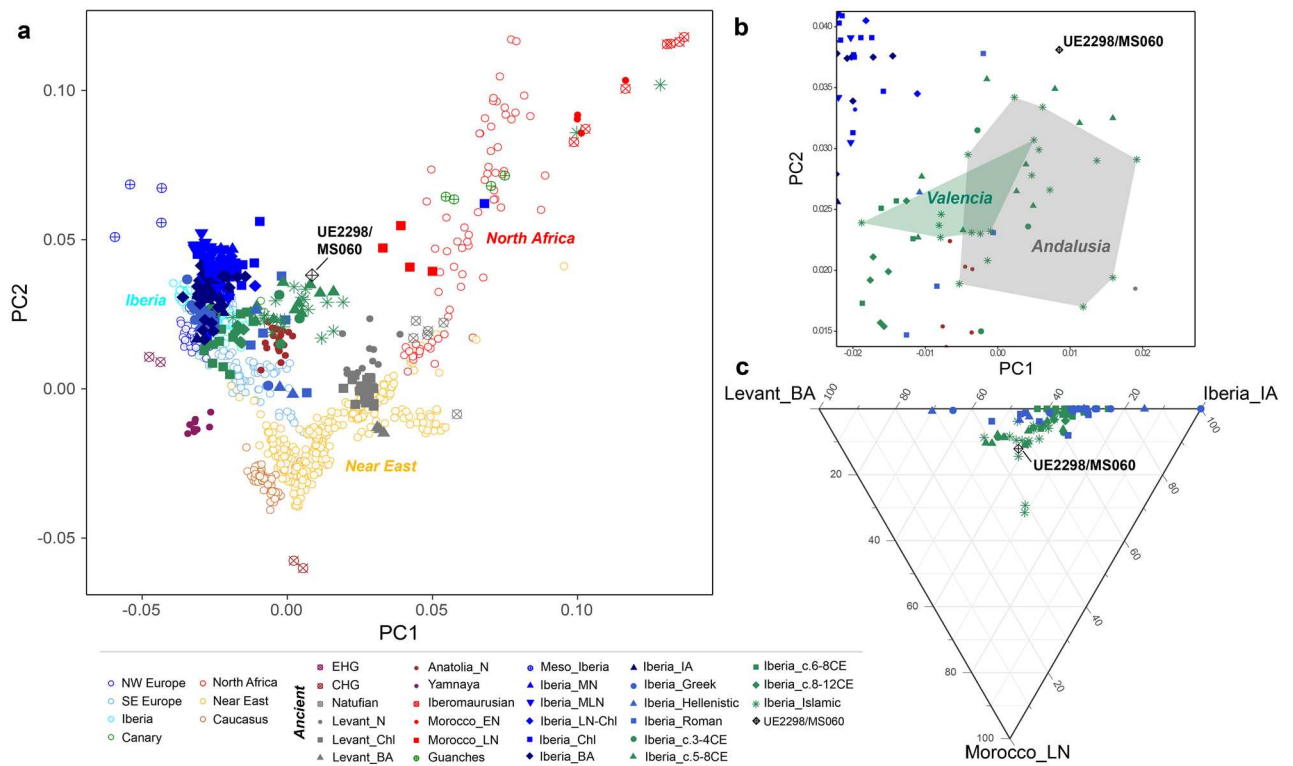 a
0.10
0.05
0.00
-0.05
PC2
-0.05
0.00
0.05
0.10
PC1
UE2298/
MS060
Iberia
North Africa
Near East
b
0.040
0.035
0.030
0.025
0.020
0.015
PC2
-0.02
-0.01
0.00
0.01
0.02
PC1
UE2298/MS060
Valencia
Andalusia
c
Levant_BA
Iberia_IA
Morocco_LN
100
80
60
40
20
100
20
40
60
80
100
80
60
40
20
UE2298/MS060
NW Europe
SE Europe
Iberia
Canary
North Africa
Near East
Caucasus
Ancient
EHG
CHG
Natufian
Levant_N
Levant_Chl
Levant_BA
Anatolia_N
Yamnaya
Iberomaurusian
Morocco_EN
Morocco_LN
Guanches
Meso_Iberia
Iberia_MN
Iberia_MLN
Iberia_LN-Chl
Iberia_Chl
Iberia_BA
Iberia_IA
Iberia_Greek
Iberia_Hellenistic
Iberia_Roman
Iberia_c.3-4CE
Iberia_c.5-8CE
Iberia_c.6-8CE
Iberia_c.8-12CE
Iberia_Islamic
UE2298/MS060